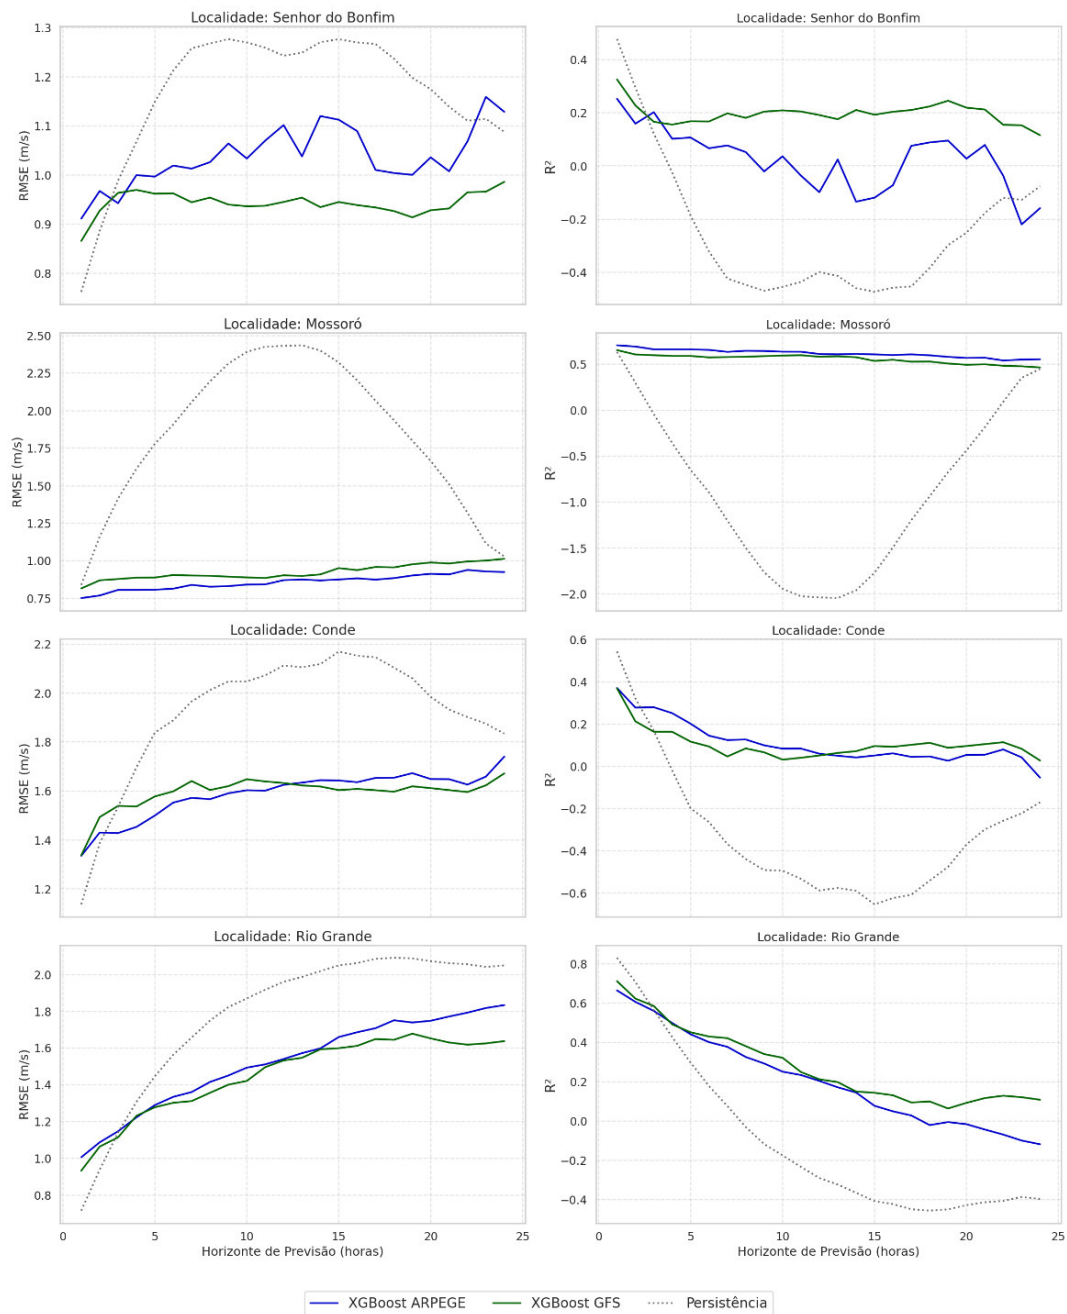 Localidade: Senhor do Bonfim
1.3
1.2
1.1
1.0
0.9
0.8
RMSE (m/s)
Localidade: Senhor do Bonfim
0.4
0.2
0.0
−0.2
−0.4
R²
Localidade: Mossoró
2.50
2.25
2.00
1.75
1.50
1.25
1.00
0.75
RMSE (m/s)
Localidade: Mossoró
0.5
0.0
−0.5
−1.0
−1.5
−2.0
R²
Localidade: Conde
2.2
2.0
1.8
1.6
1.4
1.2
RMSE (m/s)
Localidade: Conde
0.6
0.4
0.2
0.0
−0.2
−0.4
−0.6
R²
Localidade: Rio Grande
2.0
1.8
1.6
1.4
1.2
1.0
0.8
RMSE (m/s)
0 5 10 15 20 25
Horizonte de Previsão (horas)
Localidade: Rio Grande
0.8
0.6
0.4
0.2
0.0
−0.2
−0.4
R²
0 5 10 15 20 25
Horizonte de Previsão (horas)
XGBoost ARPEGE XGBoost GFS Persistência